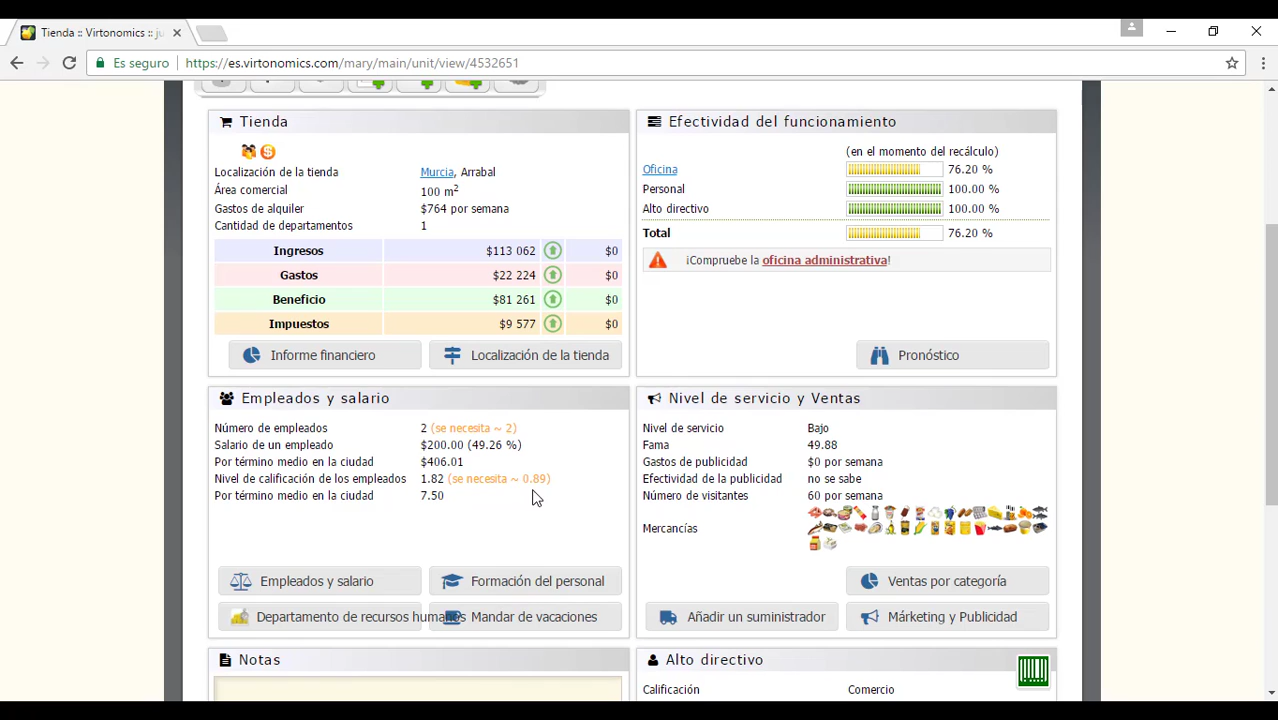 Tienda :: Virtonomics :: ju
Es seguro https://es.virtonomics.com/mary/main/unit/view/4532651
Tienda
Localización de la tienda Murcia, Arrabal
Área comercial 100 m²
Gastos de alquiler $764 por semana
Cantidad de departamentos 1
Ingresos $113 062 $0
Gastos $22 224 $0
Beneficio $81 261 $0
Impuestos $9 577 $0
Informe financiero Localización de la tienda
Efectividad del funcionamiento
(en el momento del recálculo)
Oficina 76.20 %
Personal 100.00 %
Alto directivo 100.00 %
Total 76.20 %
¡Compruebe la oficina administrativa!
Pronóstico
Empleados y salario
Número de empleados 2 (se necesita ~ 2)
Salario de un empleado $200.00 (49.26 %)
Por término medio en la ciudad $406.01
Nivel de calificación de los empleados 1.82 (se necesita ~ 0.89)
Por término medio en la ciudad 7.50
Empleados y salario Formación del personal
Departamento de recursos humanos Mandar de vacaciones
Nivel de servicio y Ventas
Nivel de servicio Bajo
Fama 49.88
Gastos de publicidad $0 por semana
Efectividad de la publicidad no se sabe
Número de visitantes 60 por semana
Mercancías
Ventas por categoría
Añadir un suministrador Márketing y Publicidad
Notas
Alto directivo
Calificación Comercio